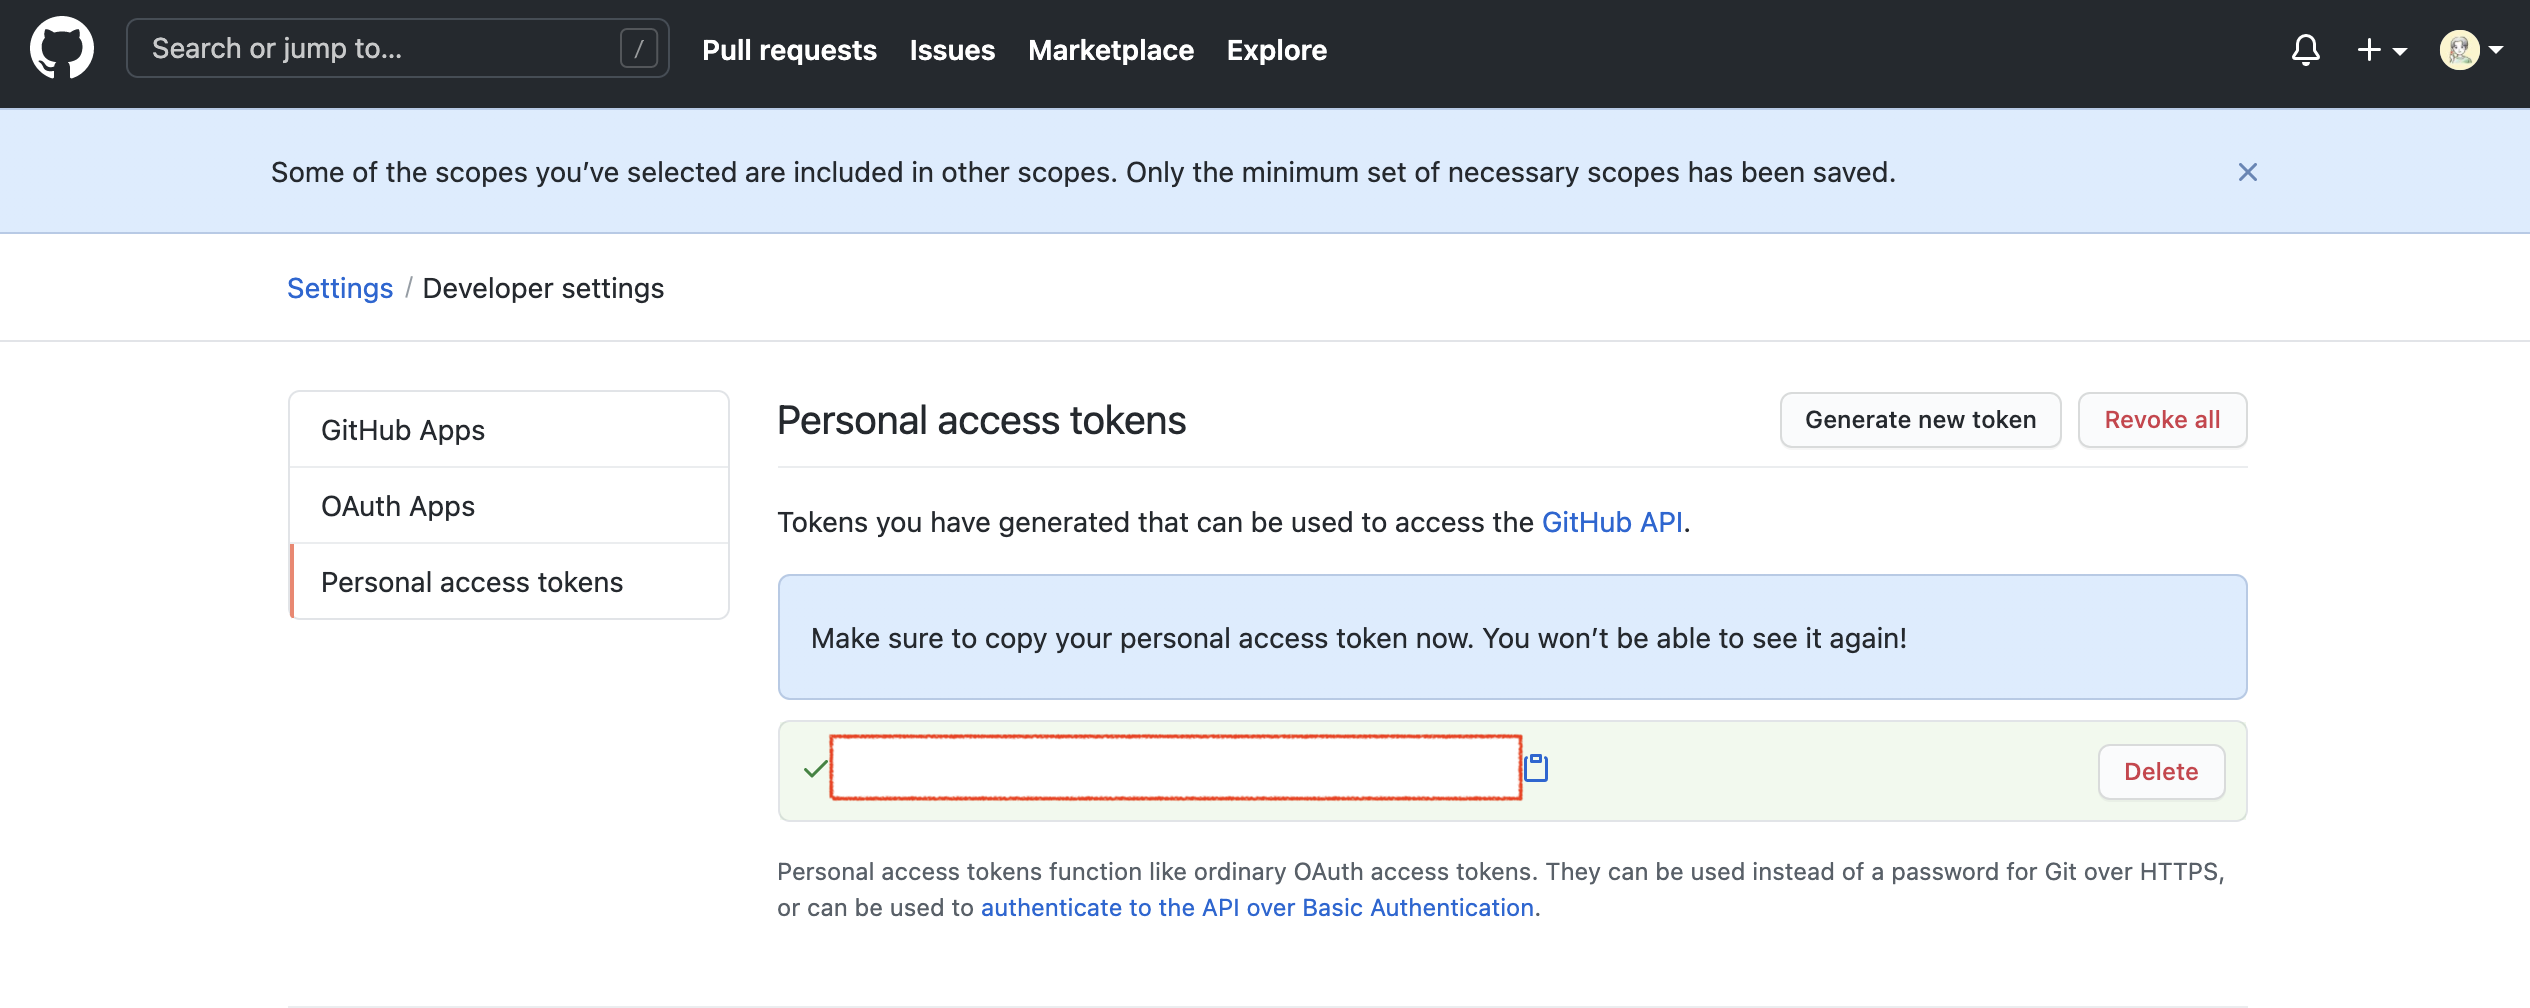 Search or jump to...
/
Pull requests
Issues
Marketplace
Explore
Some of the scopes you’ve selected are included in other scopes. Only the minimum set of necessary scopes has been saved.
Settings / Developer settings
GitHub Apps
OAuth Apps
Personal access tokens
Personal access tokens
Generate new token
Revoke all
Tokens you have generated that can be used to access the GitHub API.
Make sure to copy your personal access token now. You won’t be able to see it again!
Delete
Personal access tokens function like ordinary OAuth access tokens. They can be used instead of a password for Git over HTTPS,
or can be used to authenticate to the API over Basic Authentication.